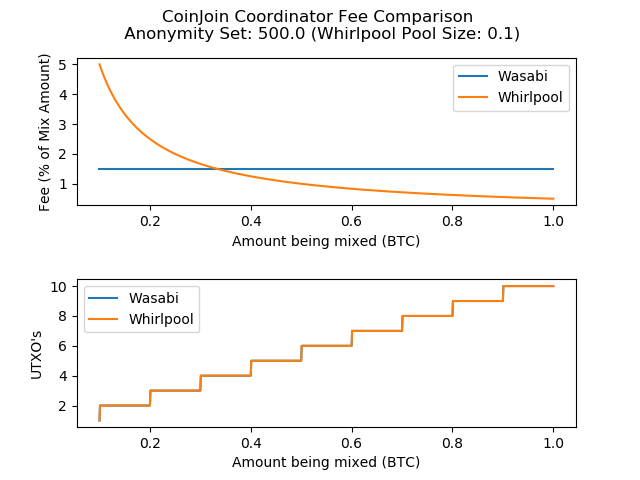 CoinJoin Coordinator Fee Comparison
Anonymity Set: 500.0 (Whirlpool Pool Size: 0.1)
Fee (% of Mix Amount)
5
4
3
2
1
Wasabi
Whirlpool
0.2 0.4 0.6 0.8 1.0
Amount being mixed (BTC)
UTXO's
10
8
6
4
2
Wasabi
Whirlpool
0.2 0.4 0.6 0.8 1.0
Amount being mixed (BTC)